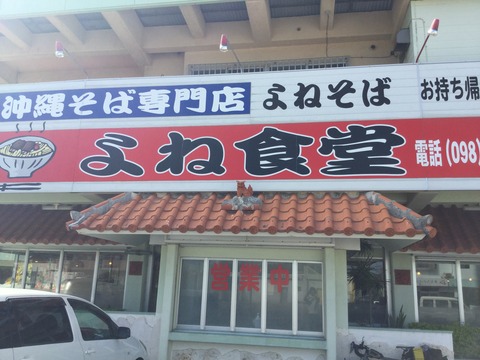 沖縄そば専門店 よねそば お持ち帰
よね食堂 電話(098)
営業中